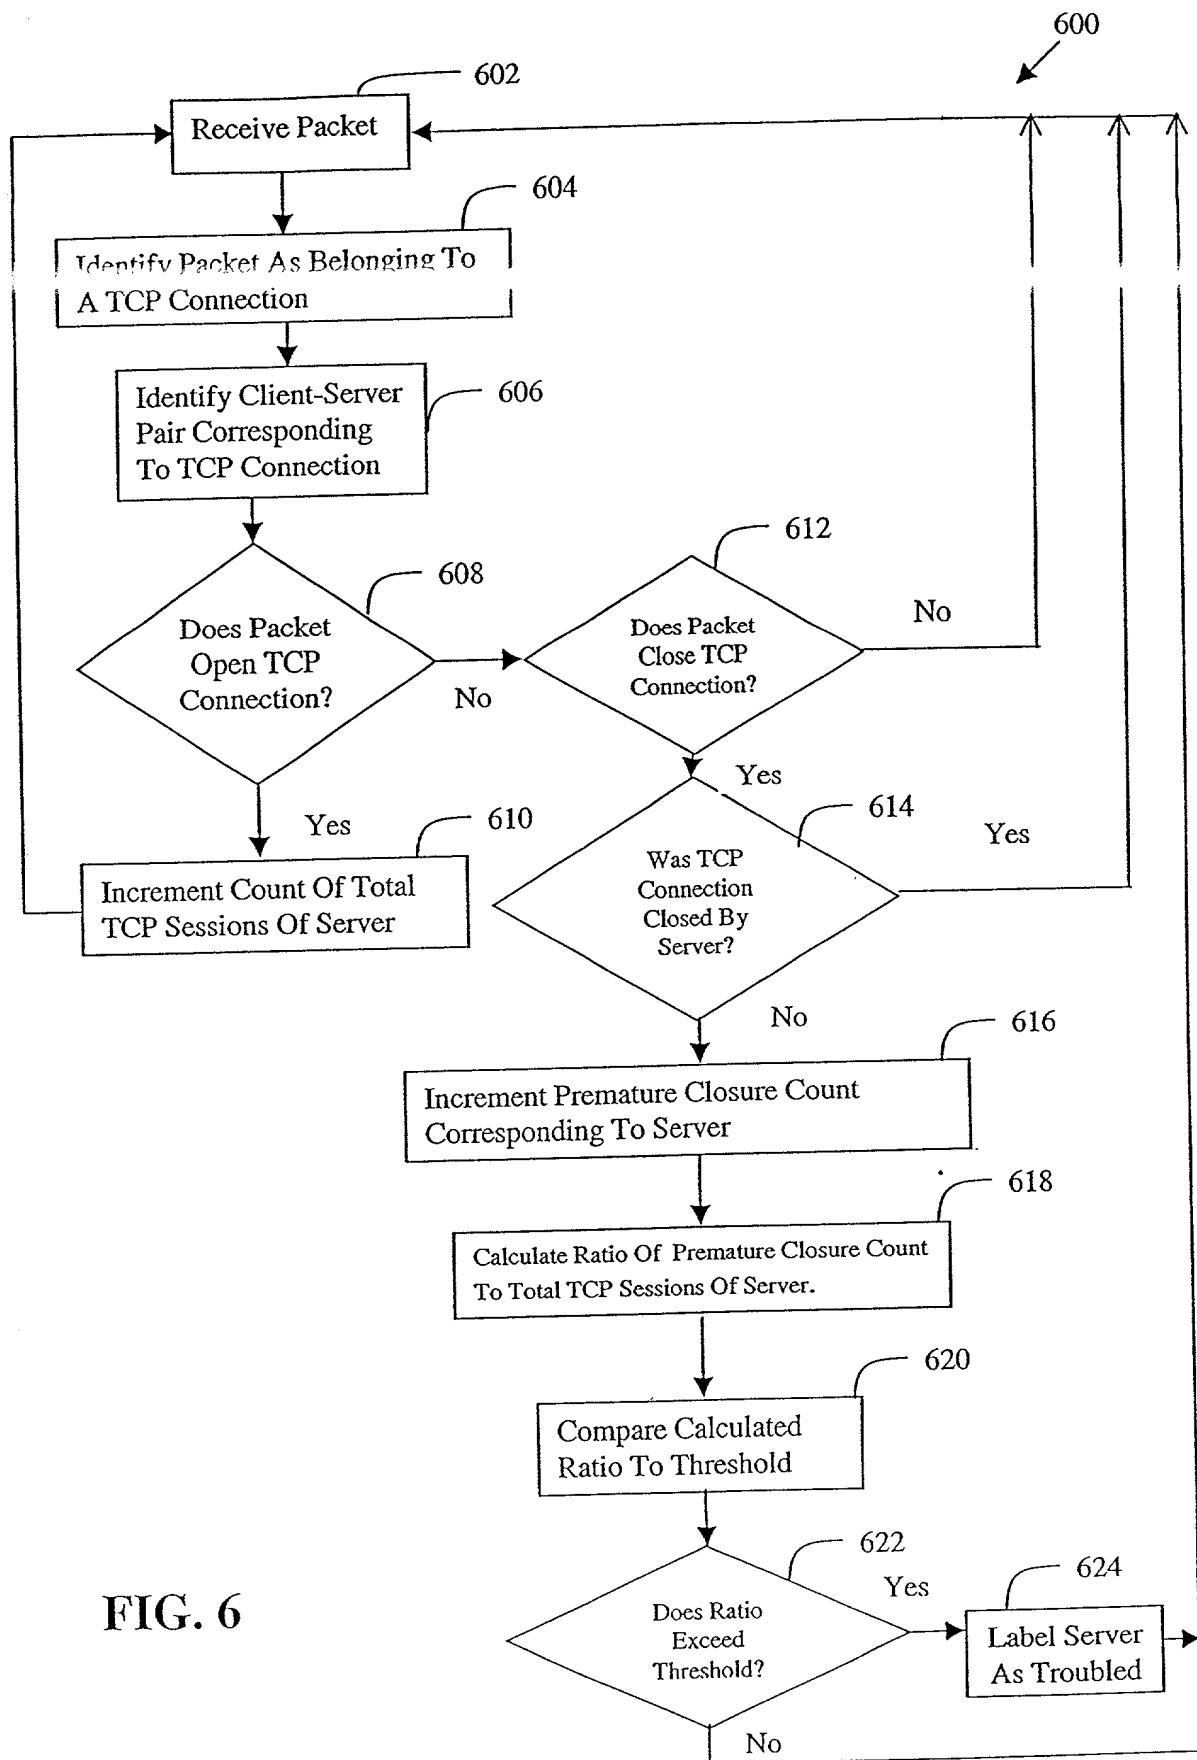 600
602
Receive Packet
604
Identify Packet As Belonging To
A TCP Connection
606
Identify Client-Server
Pair Corresponding
To TCP Connection
608
Does Packet
Open TCP
Connection?
No
Yes
610
Increment Count Of Total
TCP Sessions Of Server
612
Does Packet
Close TCP
Connection?
No
Yes
614
Was TCP
Connection
Closed By
Server?
Yes
No
616
Increment Premature Closure Count
Corresponding To Server
618
Calculate Ratio Of Premature Closure Count
To Total TCP Sessions Of Server.
620
Compare Calculated
Ratio To Threshold
622
Does Ratio
Exceed
Threshold?
Yes
No
624
Label Server
As Troubled
FIG. 6